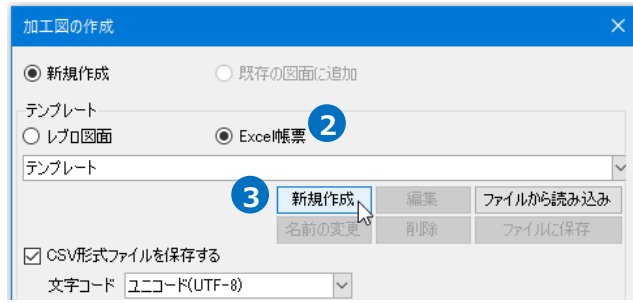 加工図の作成
新規作成 既存の図面に追加
テンプレート
レブロ図面 Excel帳票 2
テンプレート
3 新規作成 編集 ファイルから読み込み
名前の変更 削除 ファイルに保存
CSV形式ファイルを保存する
文字コード ユニコード(UTF-8)